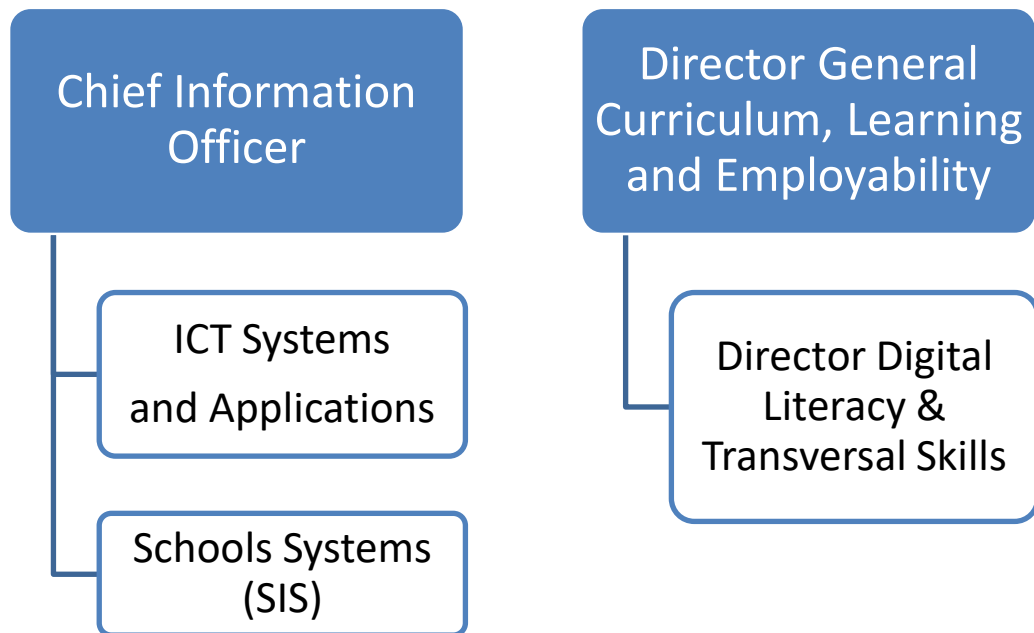 Chief Information
Officer
ICT Systems
and Applications
Schools Systems
(SIS)
Director General
Curriculum, Learning
and Employability
Director Digital
Literacy &
Transversal Skills